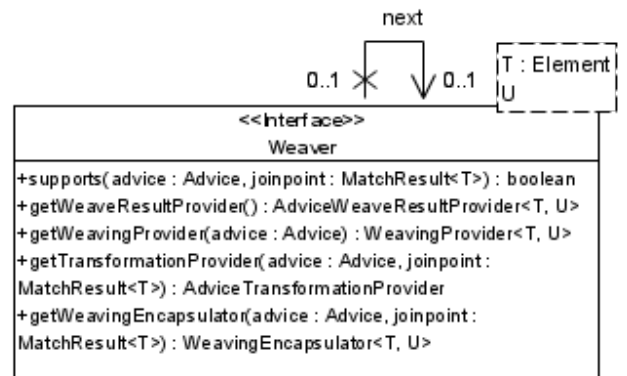 next
0..1
0..1
T : Element
U
<<Interface>>
Weaver
+supports(advice : Advice, joinpoint : MatchResult<T>) : boolean
+getWeaveResultProvider() : AdviceWeaveResultProvider<T, U>
+getWeavingProvider(advice : Advice) : WeavingProvider<T, U>
+getTransformationProvider(advice : Advice, joinpoint :
MatchResult<T>) : AdviceTransformationProvider
+getWeavingEncapsulator(advice : Advice, joinpoint :
MatchResult<T>) : WeavingEncapsulator<T, U>